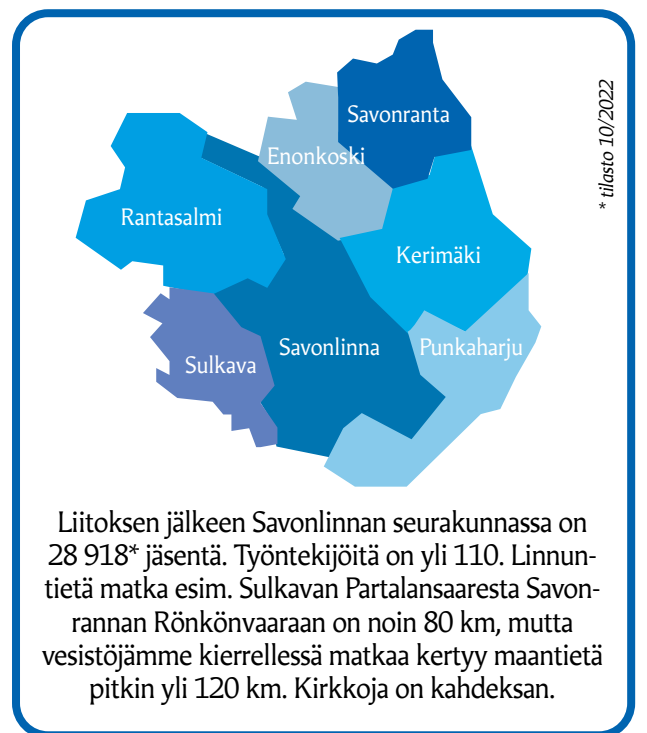 Savonranta
Enonkoski
Rantasalmi
Kerimäki
Savonlinna
Punkaharju
Sulkava
* tilasto 10/2022
Liitoksen jälkeen Savonlinnan seurakunnassa on
28 918* jäsentä. Työntekijöitä on yli 110. Linnun-
tietä matka esim. Sulkavan Partalansaaresta Savon-
rannan Rönkönvaaraan on noin 80 km, mutta
vesistöjämme kierrellessä matkaa kertyy maantietä
pitkin yli 120 km. Kirkkoja on kahdeksan.